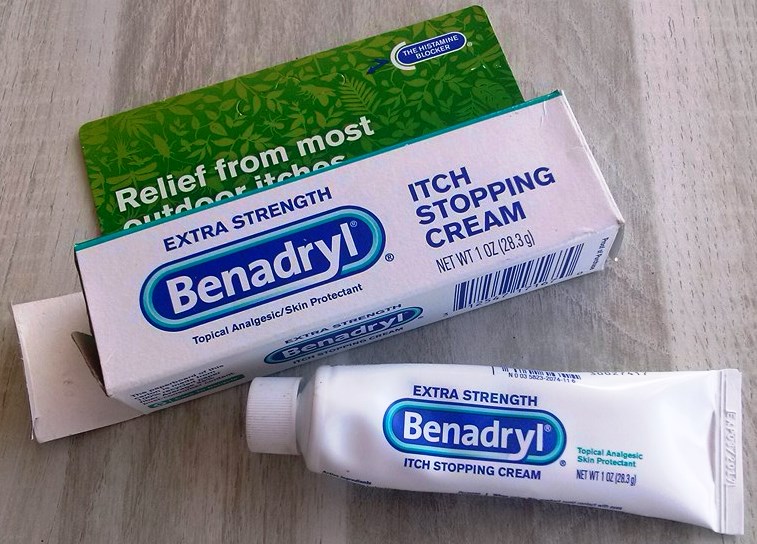 THE HISTAMINE
BLOCKER
Relief from most
outdoor itches
EXTRA STRENGTH
Benadryl®
Topical Analgesic/Skin Protectant
ITCH
STOPPING
CREAM
NET WT 1 OZ (28.3 g)
EXTRA STRENGTH
Benadryl®
ITCH STOPPING CREAM
EXTRA STRENGTH
Benadryl®
ITCH STOPPING CREAM
Topical Analgesic
Skin Protectant
NET WT 1 OZ (28.3 g)